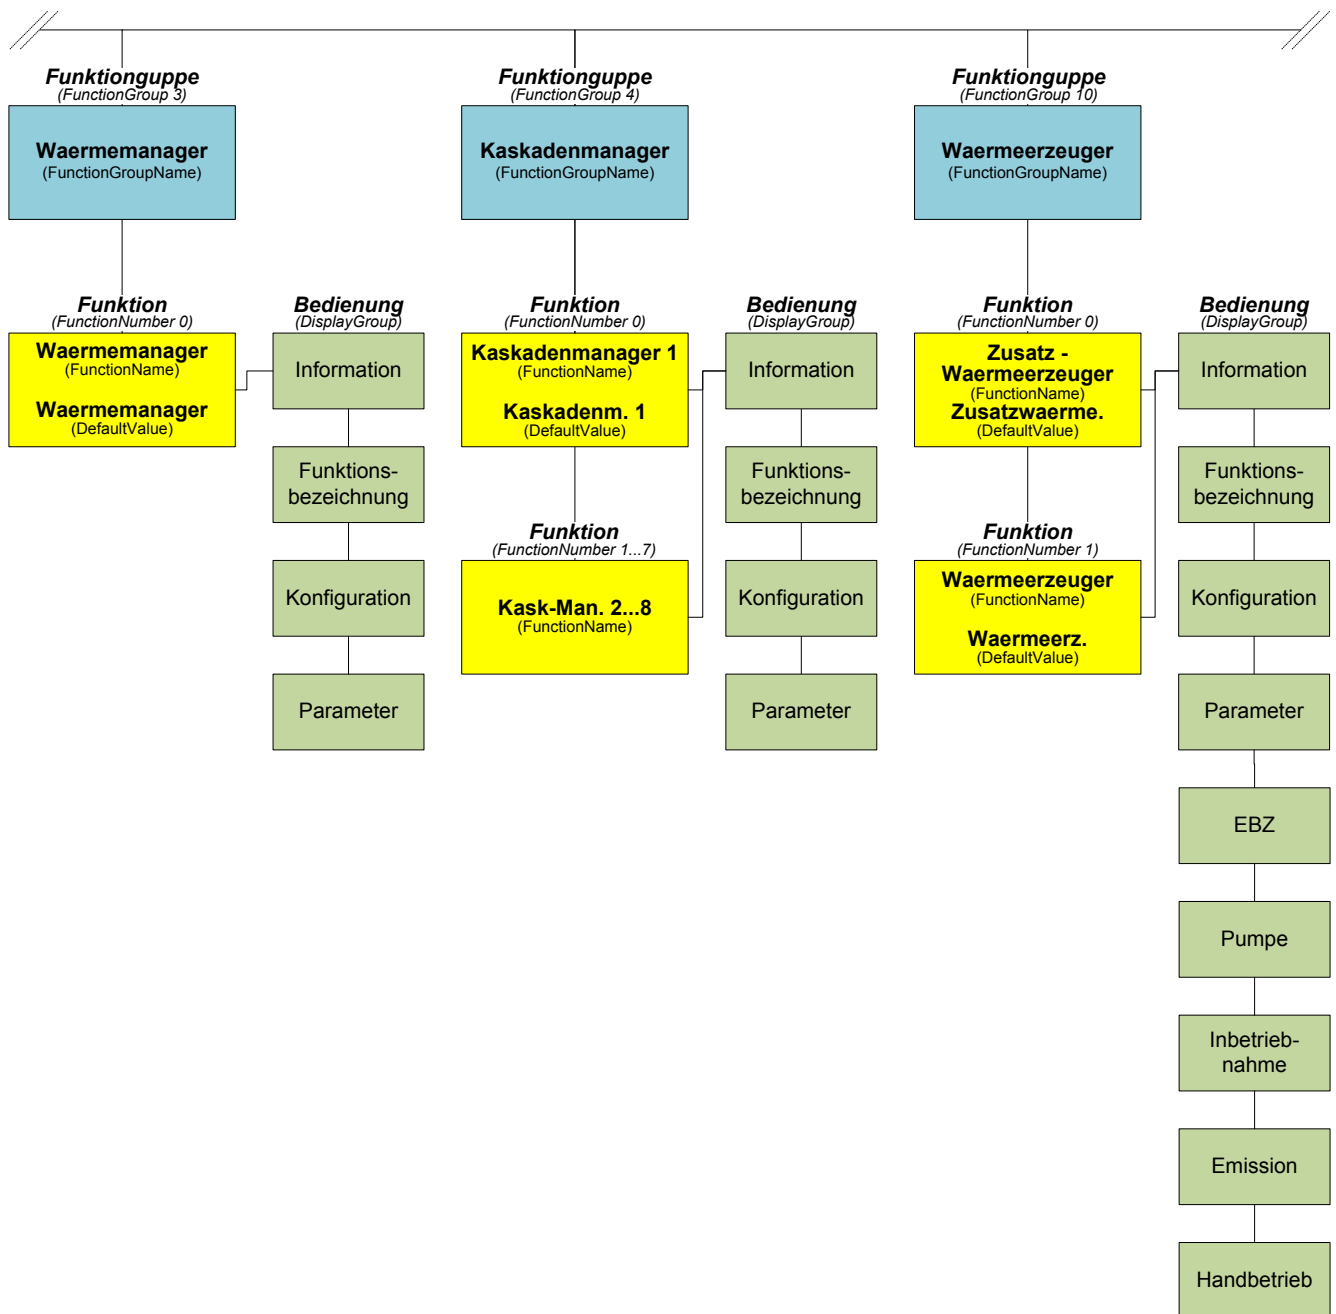 Funktionguppe
(FunctionGroup 3)
Waermemanager
(FunctionGroupName)
Funktion
(FunctionNumber 0)
Waermemanager
(FunctionName)
Waermemanager
(DefaultValue)
Bedienung
(DisplayGroup)
Information
Funktions-
bezeichnung
Konfiguration
Parameter
Funktionguppe
(FunctionGroup 4)
Kaskadenmanager
(FunctionGroupName)
Funktion
(FunctionNumber 0)
Kaskadenmanager 1
(FunctionName)
Kaskadenm. 1
(DefaultValue)
Funktion
(FunctionNumber 1...7)
Kask-Man. 2...8
(FunctionName)
Bedienung
(DisplayGroup)
Information
Funktions-
bezeichnung
Konfiguration
Parameter
Funktionguppe
(FunctionGroup 10)
Waermeerzeuger
(FunctionGroupName)
Funktion
(FunctionNumber 0)
Zusatz -
Waermeerzeuger
(FunctionName)
Zusatzwaerme.
(DefaultValue)
Funktion
(FunctionNumber 1)
Waermeerzeuger
(FunctionName)
Waermeerz.
(DefaultValue)
Bedienung
(DisplayGroup)
Information
Funktions-
bezeichnung
Konfiguration
Parameter
EBZ
Pumpe
Inbetrieb-
nahme
Emission
Handbetrieb